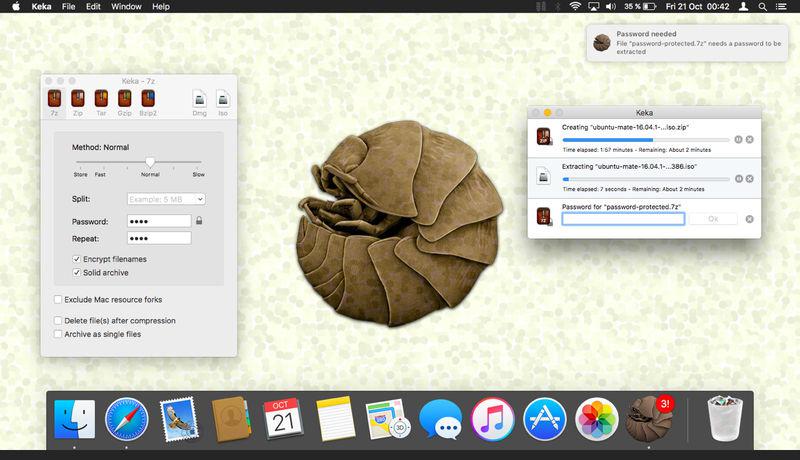 Keka File Edit Window Help
35 % Fri 21 Oct 00:42
Password needed
File "password-protected.7z" needs a password to be
extracted
Keka - 7z
7z Zip Tar Gzip Bzip2 Dmg Iso
Method: Normal
Store Fast Normal Slow
Split: Example: 5 MB
Password: ••••
Repeat: ••••
Encrypt filenames
Solid archive
Exclude Mac resource forks
Delete file(s) after compression
Archive as single files
Keka
Creating "ubuntu-mate-16.04.1-...iso.zip"
ZIP
Time elapsed: 1:57 minutes - Remaining: About 2 minutes
Extracting "ubuntu-mate-16.04.1-...386.iso"
Time elapsed: 7 seconds - Remaining: About 2 minutes
Password for "password-protected.7z"
7Z
Ok
OCT
21
3D
3!